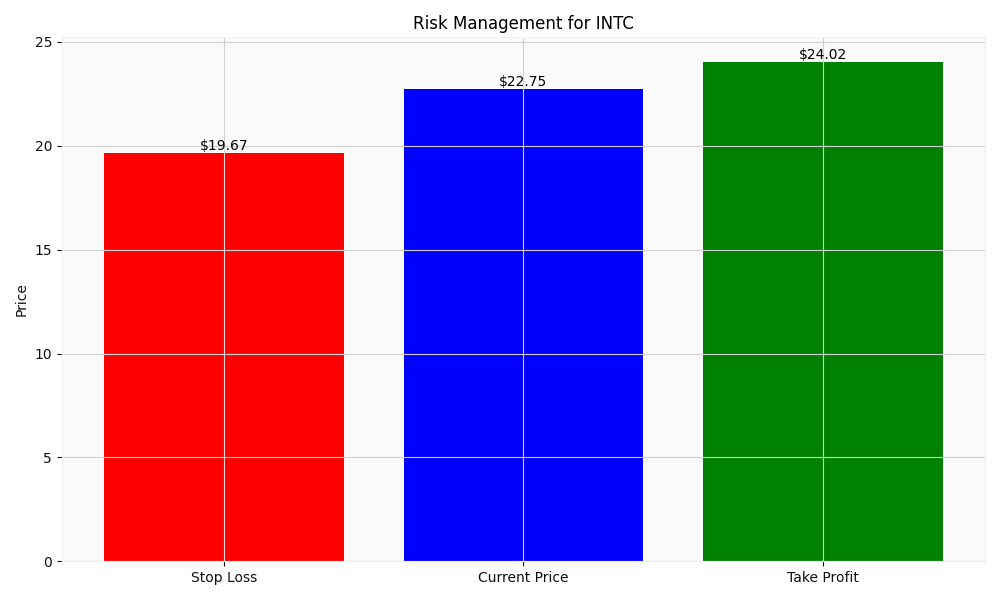 Risk Management for INTC
25
20
15
10
5
0
Price
$19.67
$22.75
$24.02
Stop Loss
Current Price
Take Profit